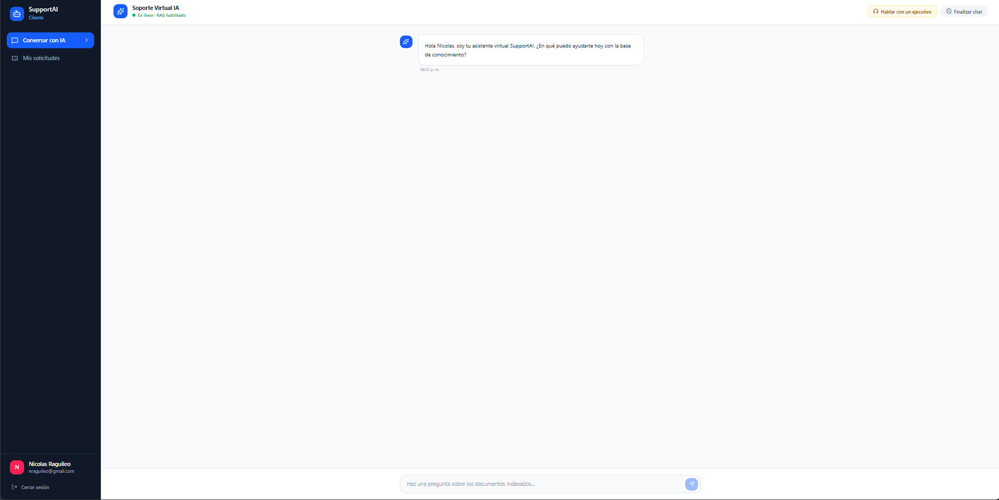 SupportAI
Cliente
Conversar con IA
Mis solicitudes
Soporte Virtual IA
En línea · RAG habilitado
Hablar con un ejecutivo
Finalizar chat
Hola Nicolas, soy tu asistente virtual SupportAI. ¿En qué puedo ayudarte hoy con la base
de conocimiento?
08:21 p. m.
Haz una pregunta sobre los documentos indexados...
N
Nicolas Raguileo
nraguileo@gmail.com
Cerrar sesión